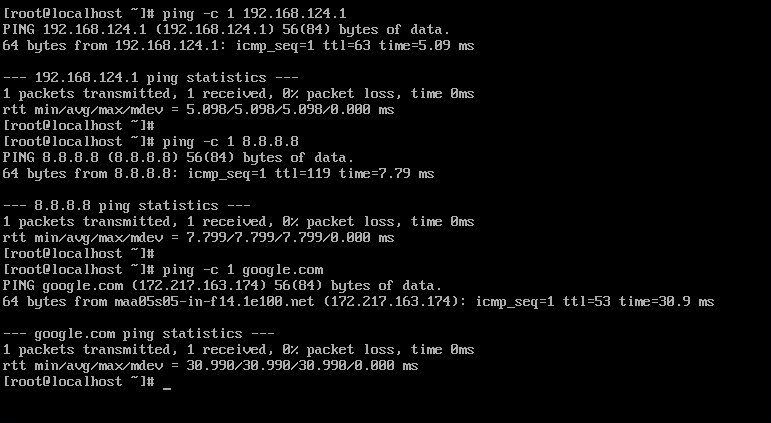 [root@localhost ~]# ping -c 1 192.168.124.1
PING 192.168.124.1 (192.168.124.1) 56(84) bytes of data.
64 bytes from 192.168.124.1: icmp_seq=1 ttl=63 time=5.09 ms
--- 192.168.124.1 ping statistics ---
1 packets transmitted, 1 received, 0% packet loss, time 0ms
rtt min/avg/max/mdev = 5.098/5.098/5.098/0.000 ms
[root@localhost ~]#
[root@localhost ~]# ping -c 1 8.8.8.8
PING 8.8.8.8 (8.8.8.8) 56(84) bytes of data.
64 bytes from 8.8.8.8: icmp_seq=1 ttl=119 time=7.79 ms
--- 8.8.8.8 ping statistics ---
1 packets transmitted, 1 received, 0% packet loss, time 0ms
rtt min/avg/max/mdev = 7.799/7.799/7.799/0.000 ms
[root@localhost ~]#
[root@localhost ~]# ping -c 1 google.com
PING google.com (172.217.163.174) 56(84) bytes of data.
64 bytes from maa05s05-in-f14.1e100.net (172.217.163.174): icmp_seq=1 ttl=53 time=30.9 ms
--- google.com ping statistics ---
1 packets transmitted, 1 received, 0% packet loss, time 0ms
rtt min/avg/max/mdev = 30.990/30.990/30.990/0.000 ms
[root@localhost ~]# _